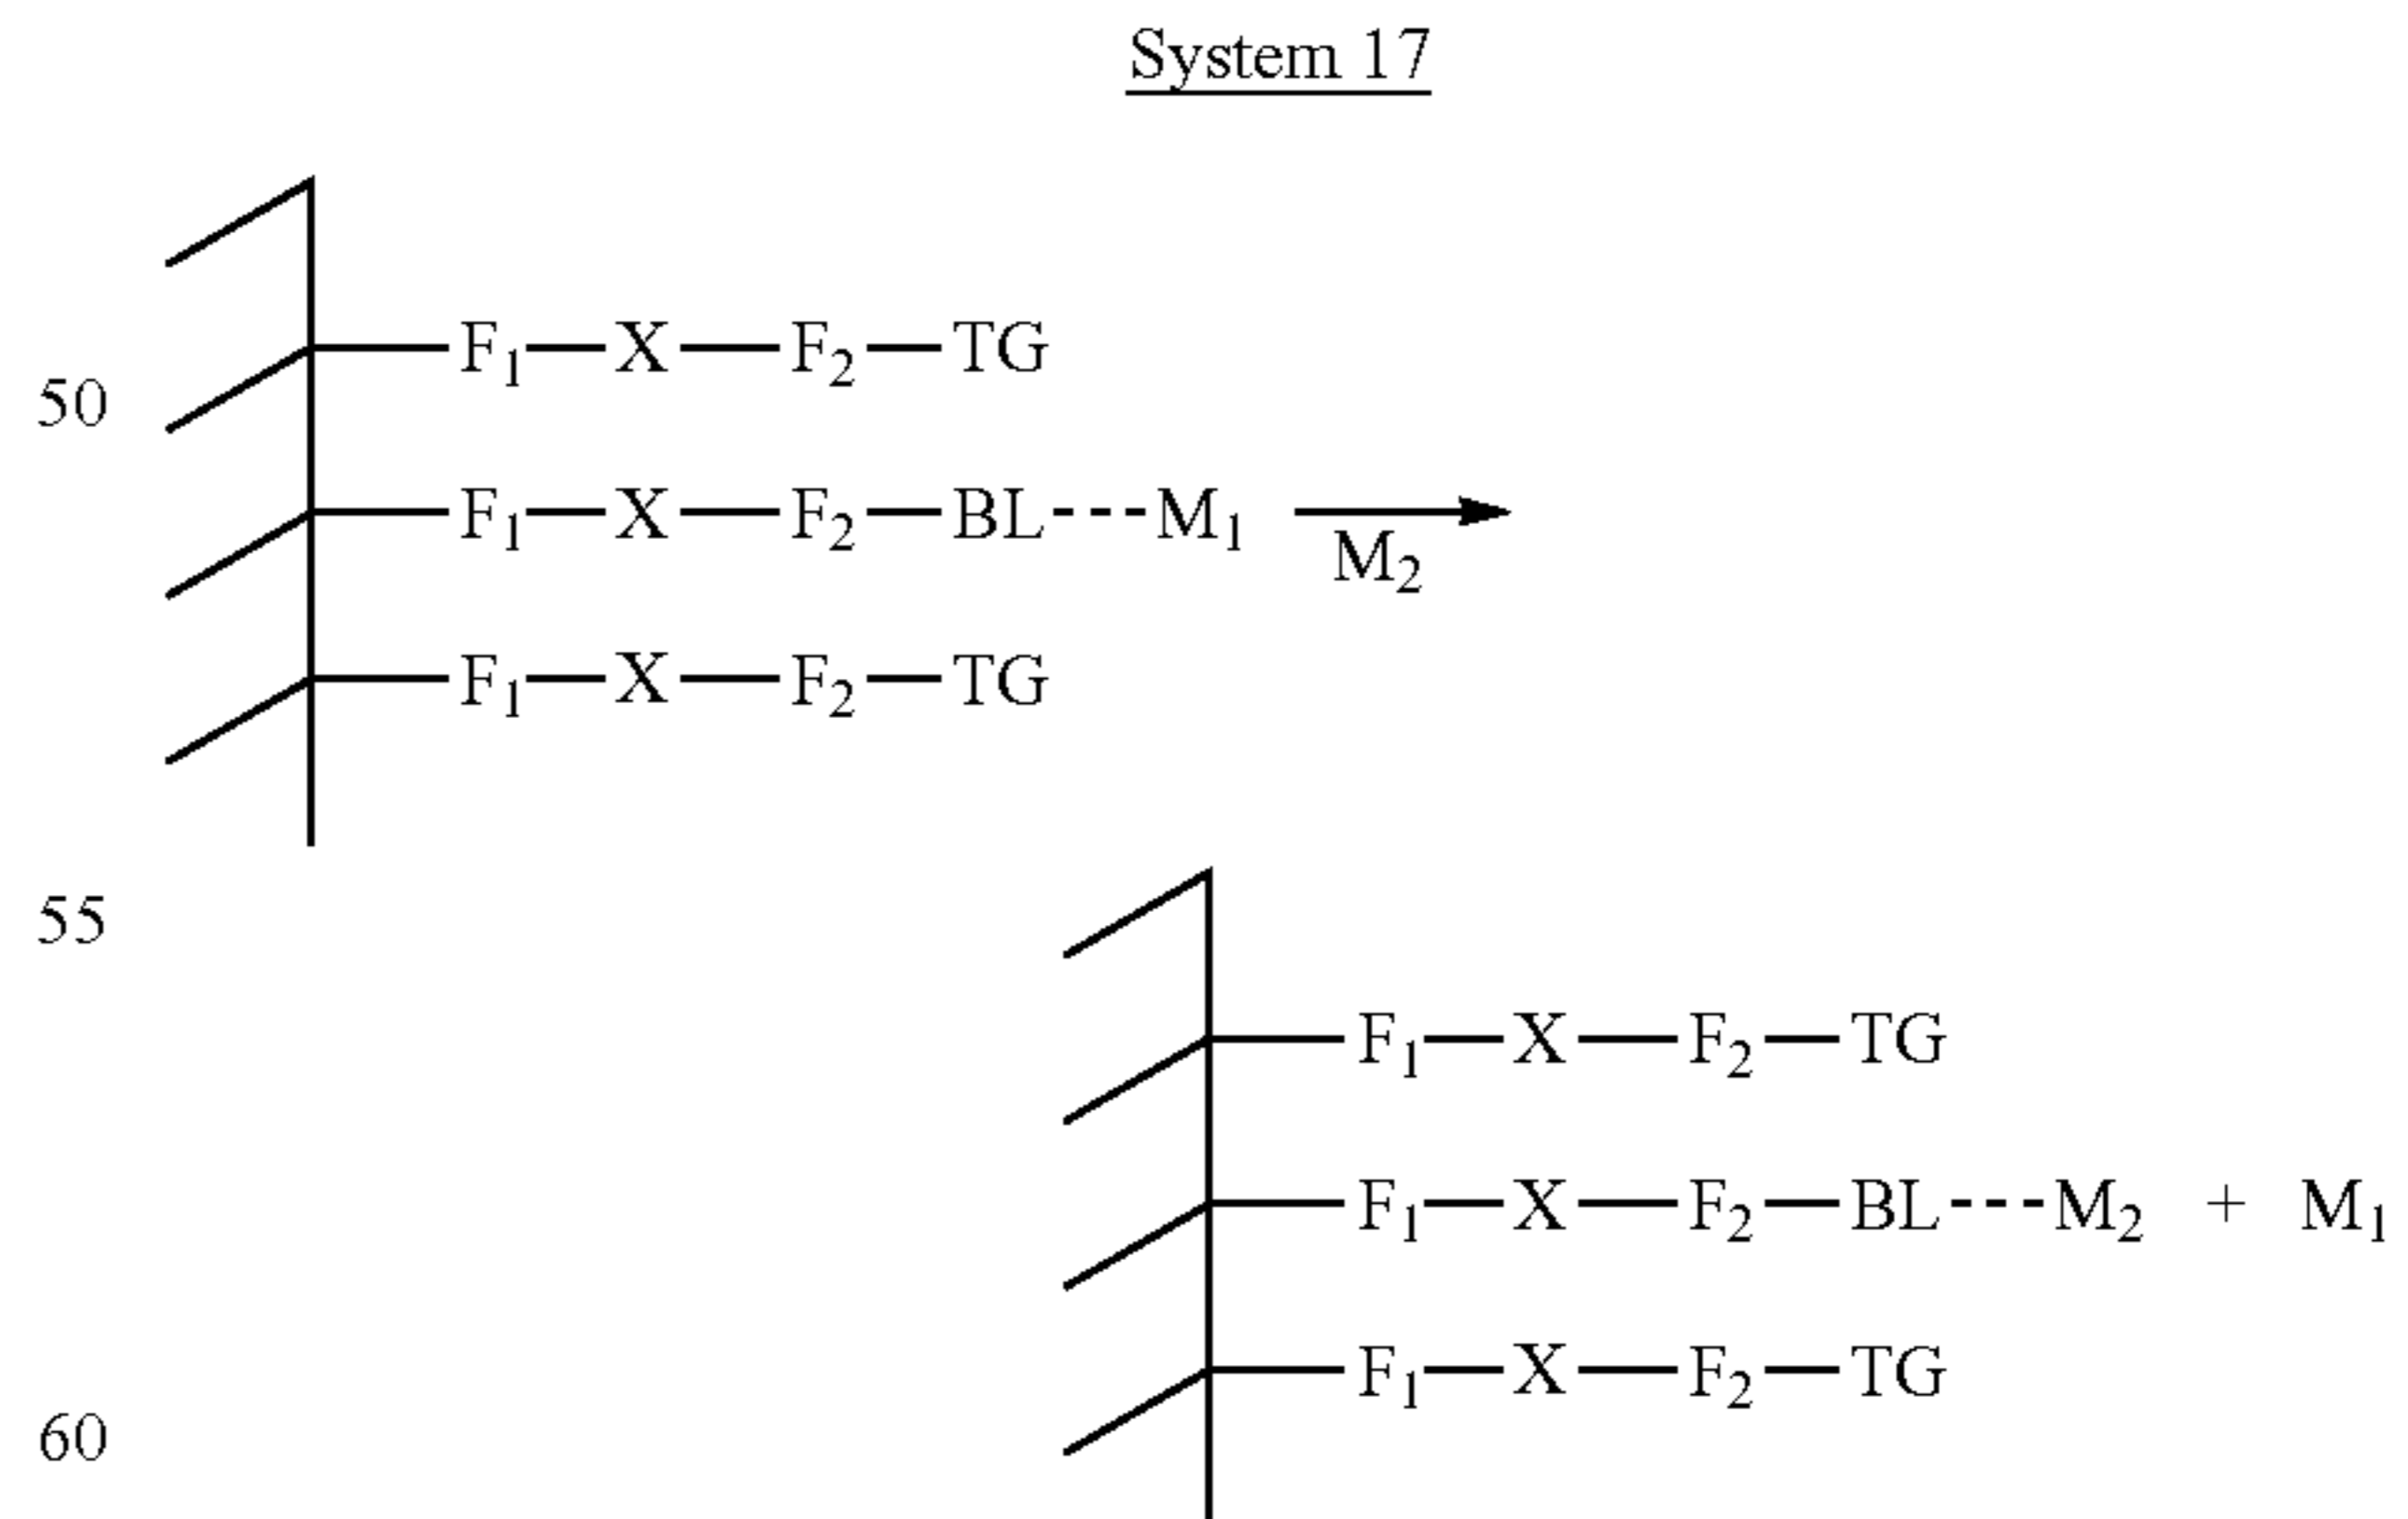 System 17
F₁—X—F₂—TG
50
F₁—X—F₂—BL---M₁
M₂
F₁—X—F₂—TG
55
F₁—X—F₂—TG
F₁—X—F₂—BL---M₂ + M₁
F₁—X—F₂—TG
60